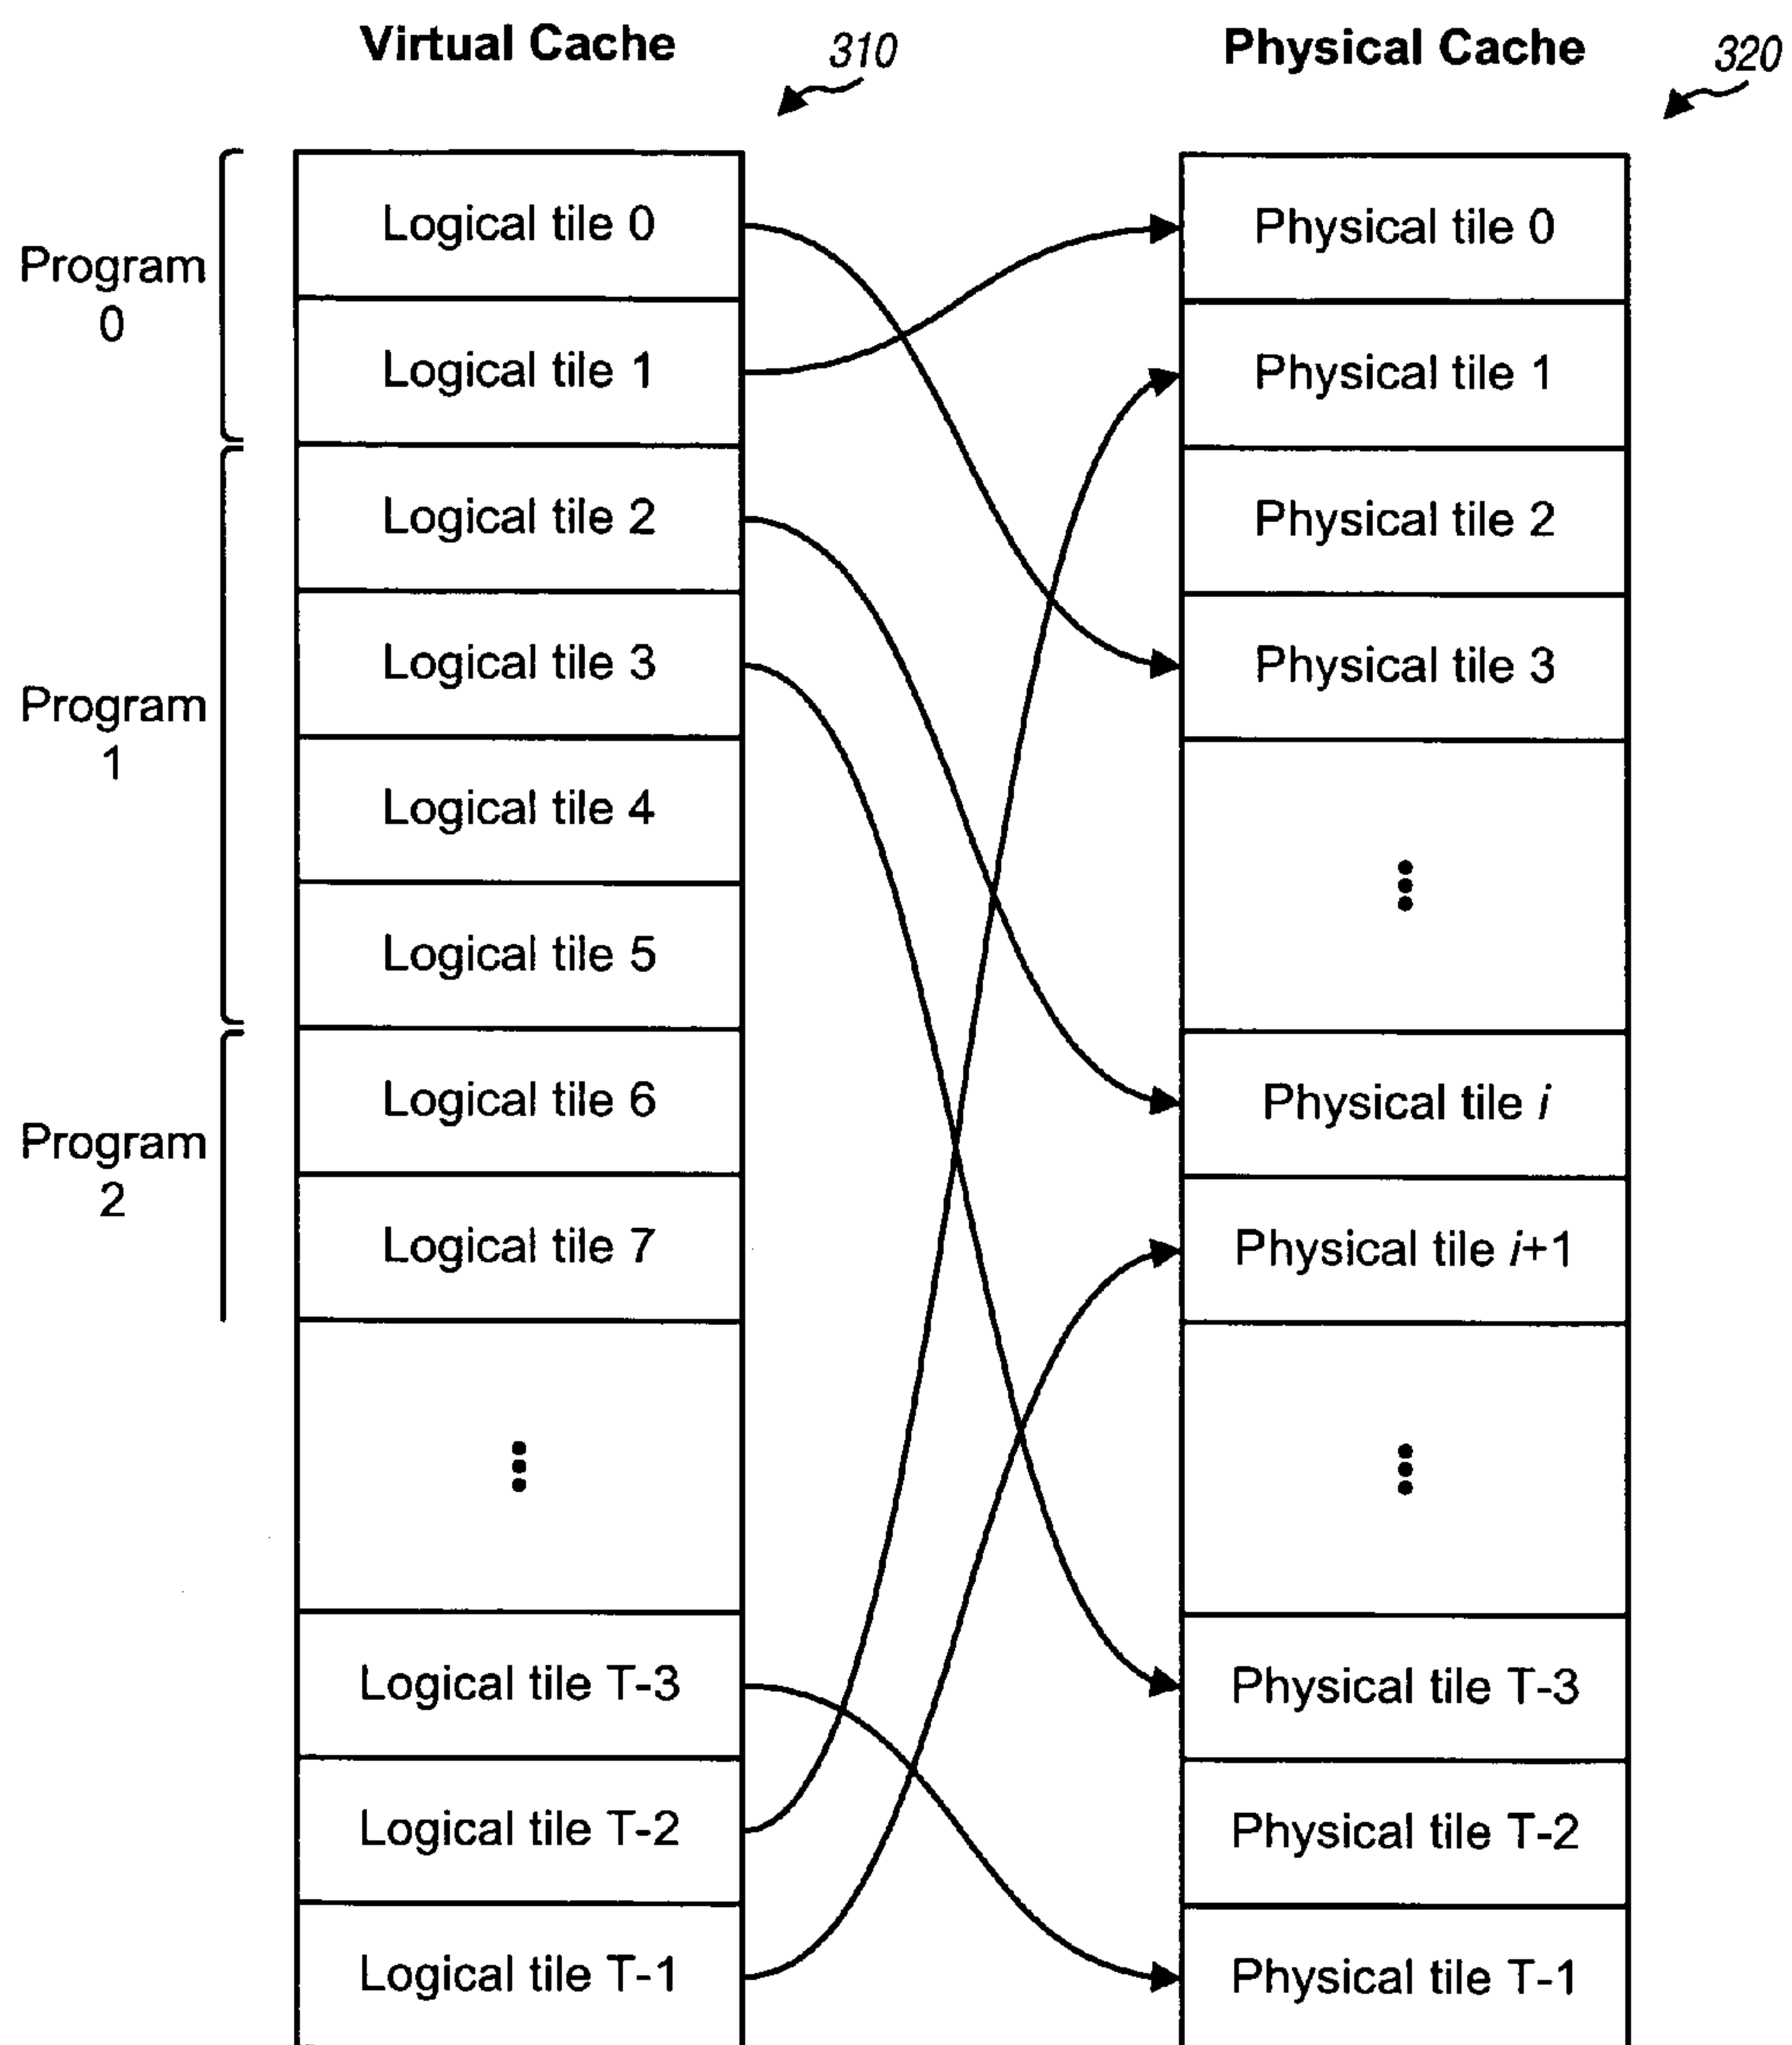 Virtual Cache
310
Physical Cache
320
Program
0
Program
1
Program
2
Logical tile 0
Logical tile 1
Logical tile 2
Logical tile 3
Logical tile 4
Logical tile 5
Logical tile 6
Logical tile 7
Logical tile T-3
Logical tile T-2
Logical tile T-1
Physical tile 0
Physical tile 1
Physical tile 2
Physical tile 3
Physical tile i
Physical tile i+1
Physical tile T-3
Physical tile T-2
Physical tile T-1